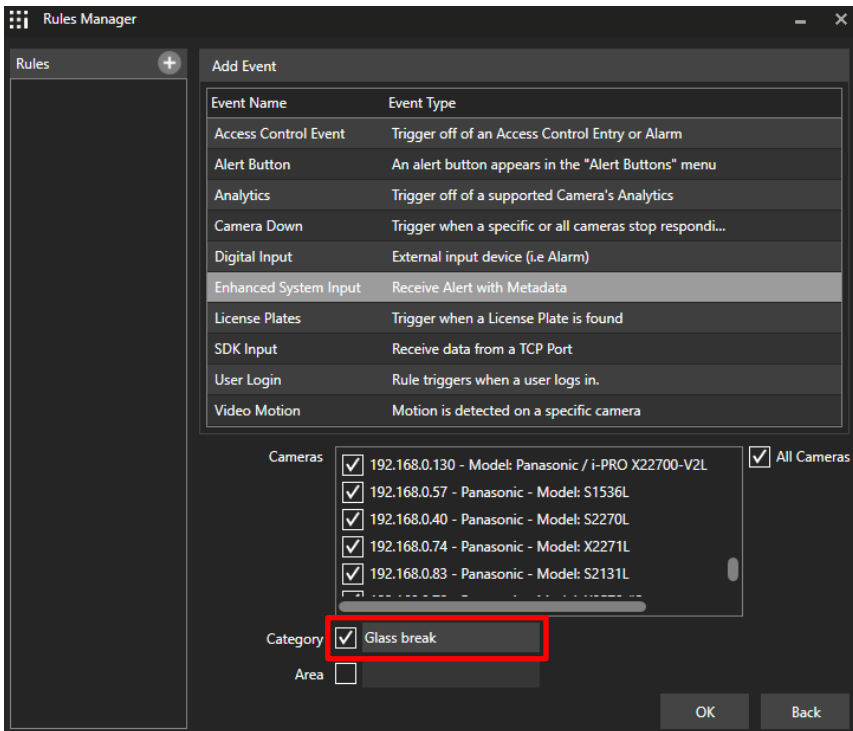 Rules Manager
Rules
Add Event
Event Name Event Type
Access Control Event Trigger off of an Access Control Entry or Alarm
Alert Button An alert button appears in the "Alert Buttons" menu
Analytics Trigger off of a supported Camera's Analytics
Camera Down Trigger when a specific or all cameras stop respondi...
Digital Input External input device (i.e Alarm)
Enhanced System Input Receive Alert with Metadata
License Plates Trigger when a License Plate is found
SDK Input Receive data from a TCP Port
User Login Rule triggers when a user logs in.
Video Motion Motion is detected on a specific camera
Cameras
192.168.0.130 - Model: Panasonic / i-PRO X22700-V2L
All Cameras
192.168.0.57 - Panasonic - Model: S1536L
192.168.0.40 - Panasonic - Model: S2270L
192.168.0.74 - Panasonic - Model: X2271L
192.168.0.83 - Panasonic - Model: S2131L
Category Glass break
Area
OK Back